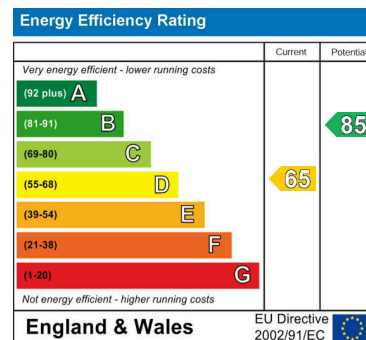 Energy Efficiency Rating
Current Potential
Very energy efficient - lower running costs
(92 plus) A
(81-91) B
85
(69-80) C
(55-68) D
65
(39-54) E
(21-38) F
(1-20) G
Not energy efficient - higher running costs
England & Wales
EU Directive
2002/91/EC